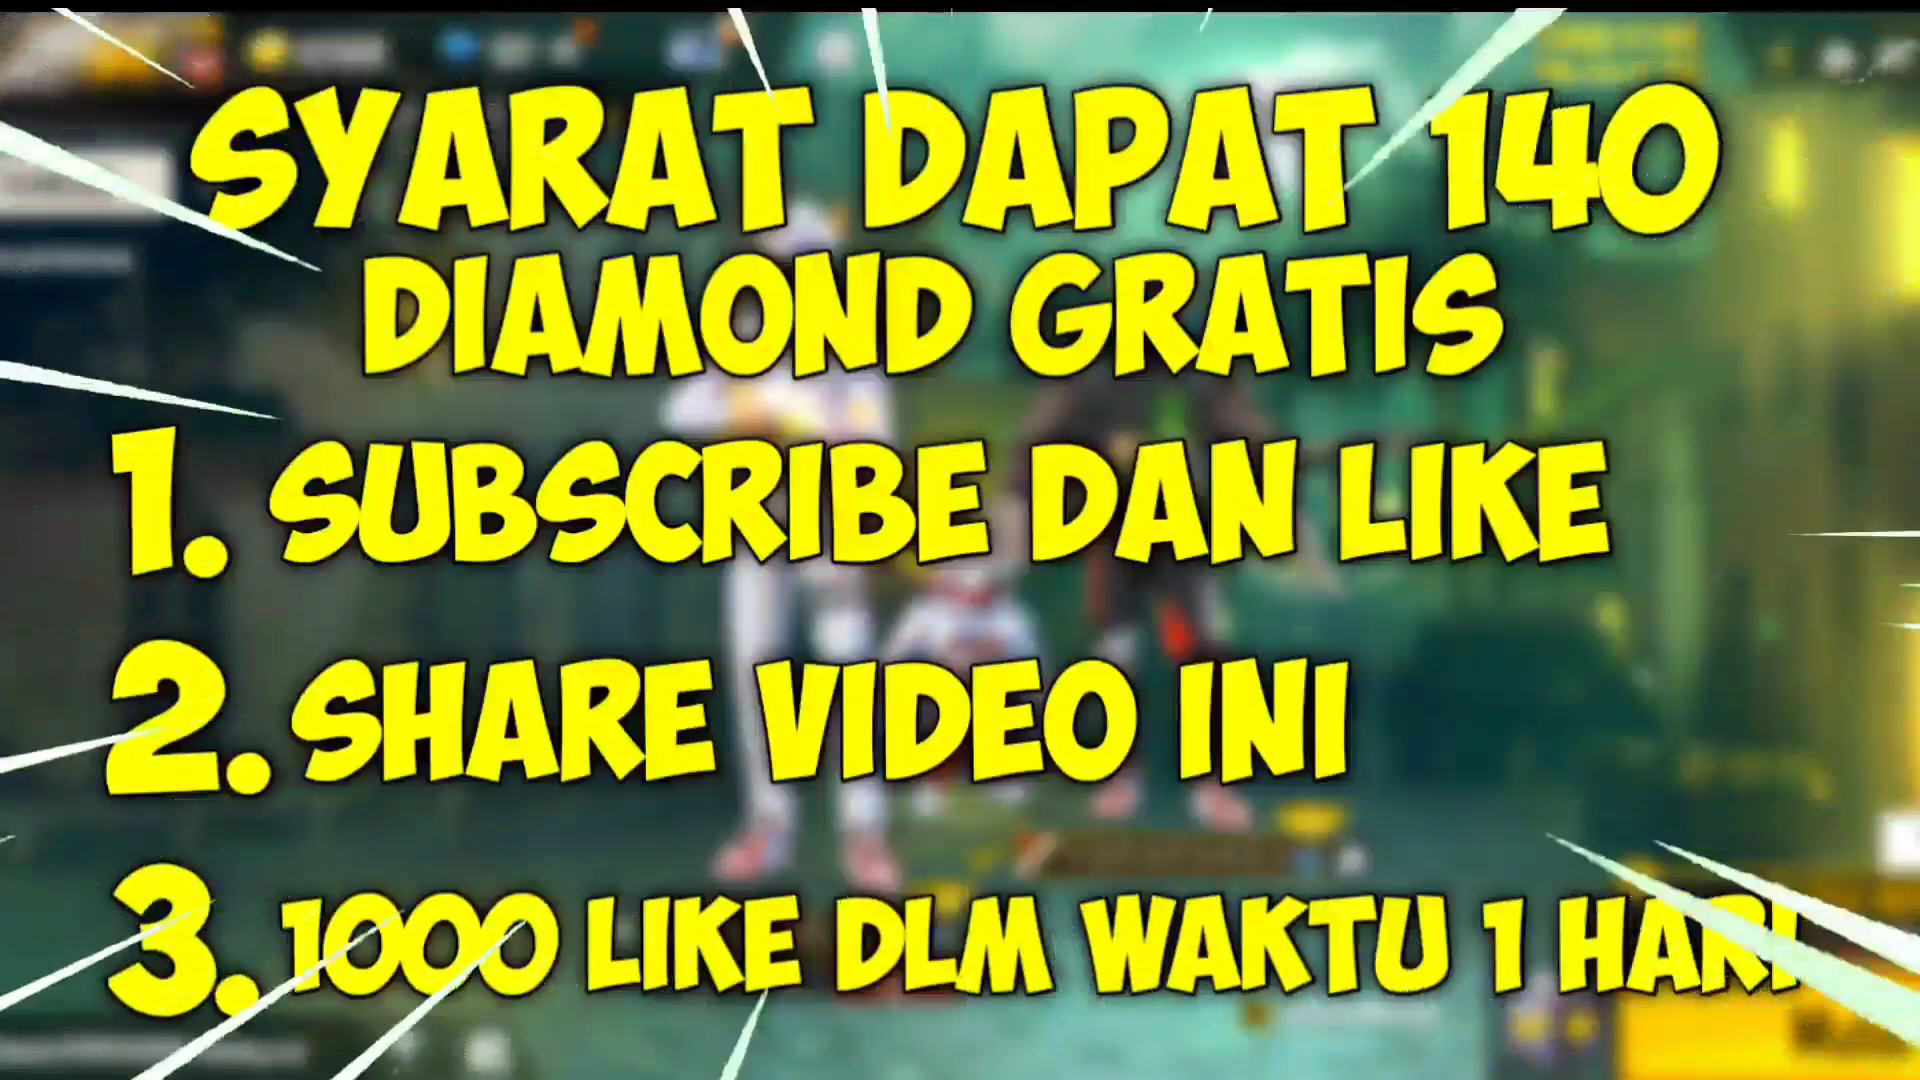 SYARAT DAPAT 140
DIAMOND GRATIS
1. SUBSCRIBE DAN LIKE
2. SHARE VIDEO INI
3. 1000 LIKE DLM WAKTU 1 HARI